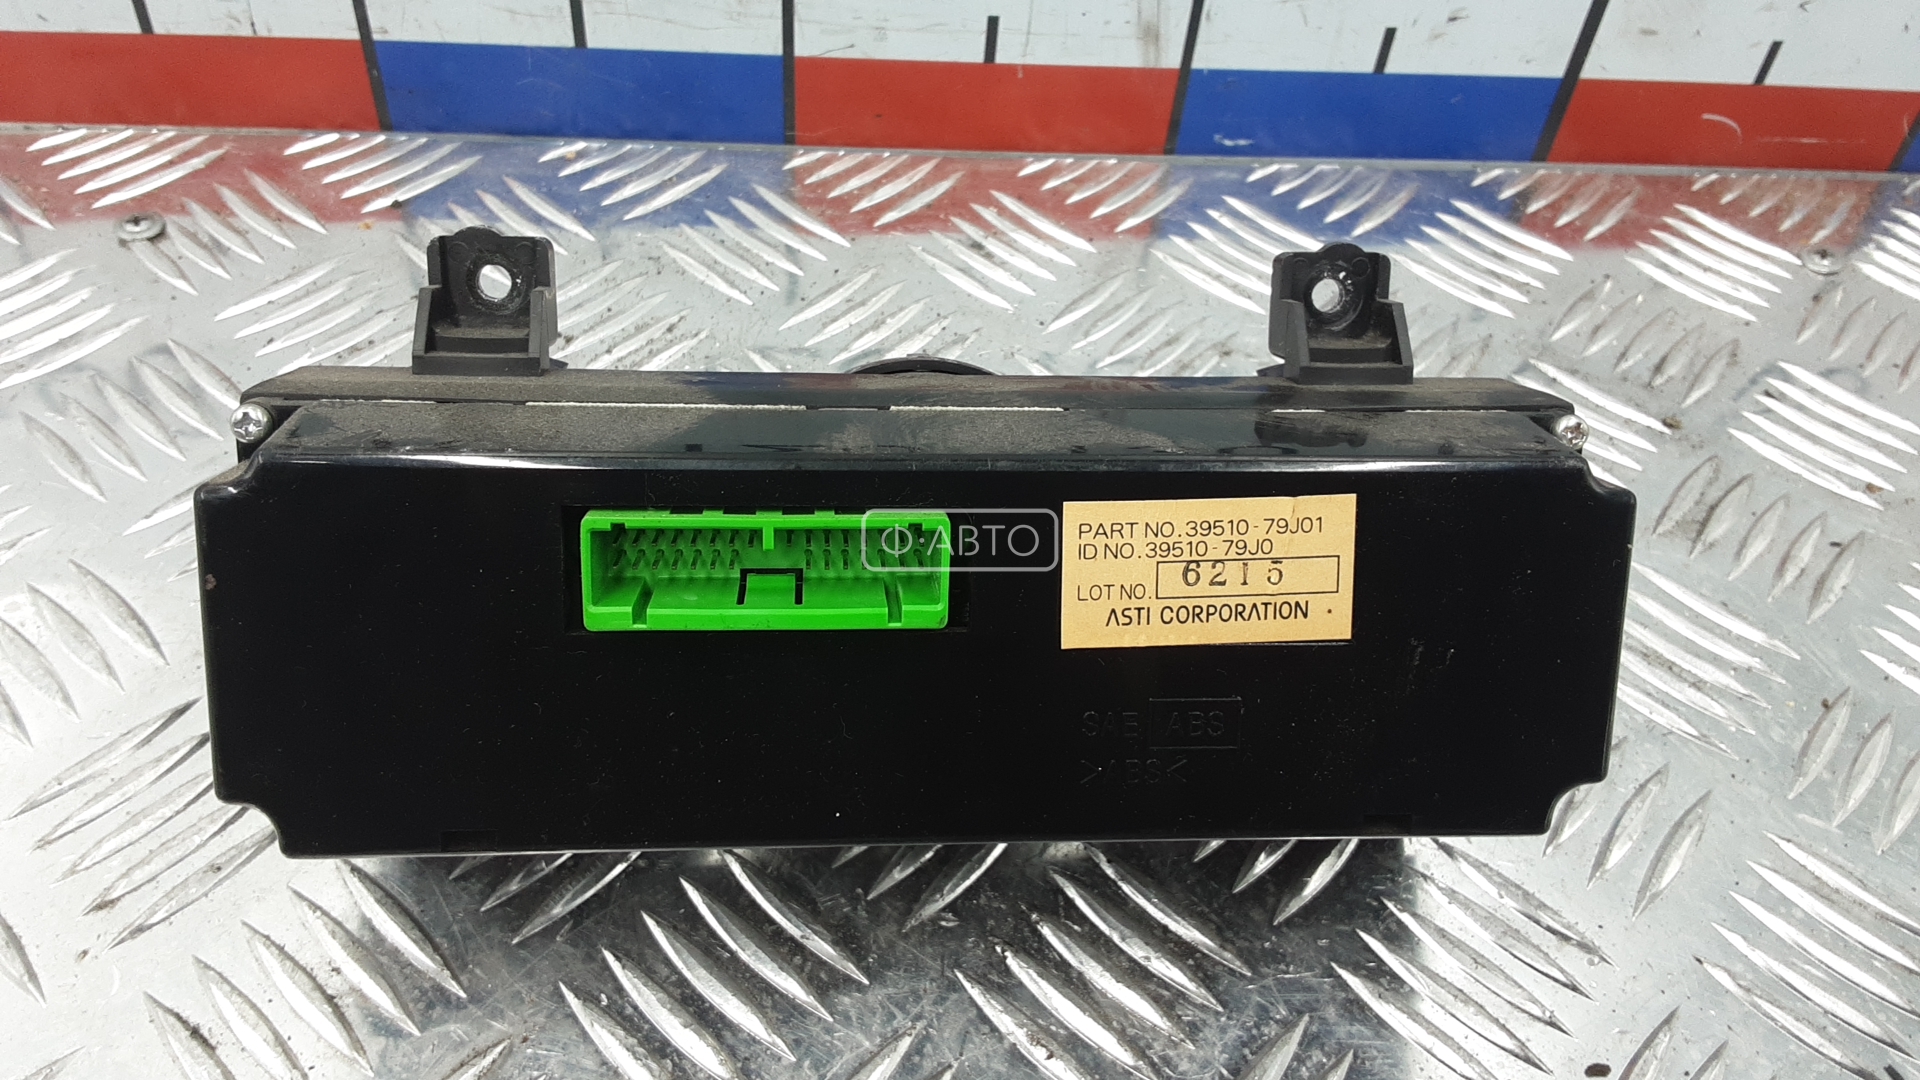 Ф·АВТО
PART NO. 39510-79J01
ID NO. 39510-79J0
LOT NO. 6215
ASTI CORPORATION
SAE ABS
>ABS<